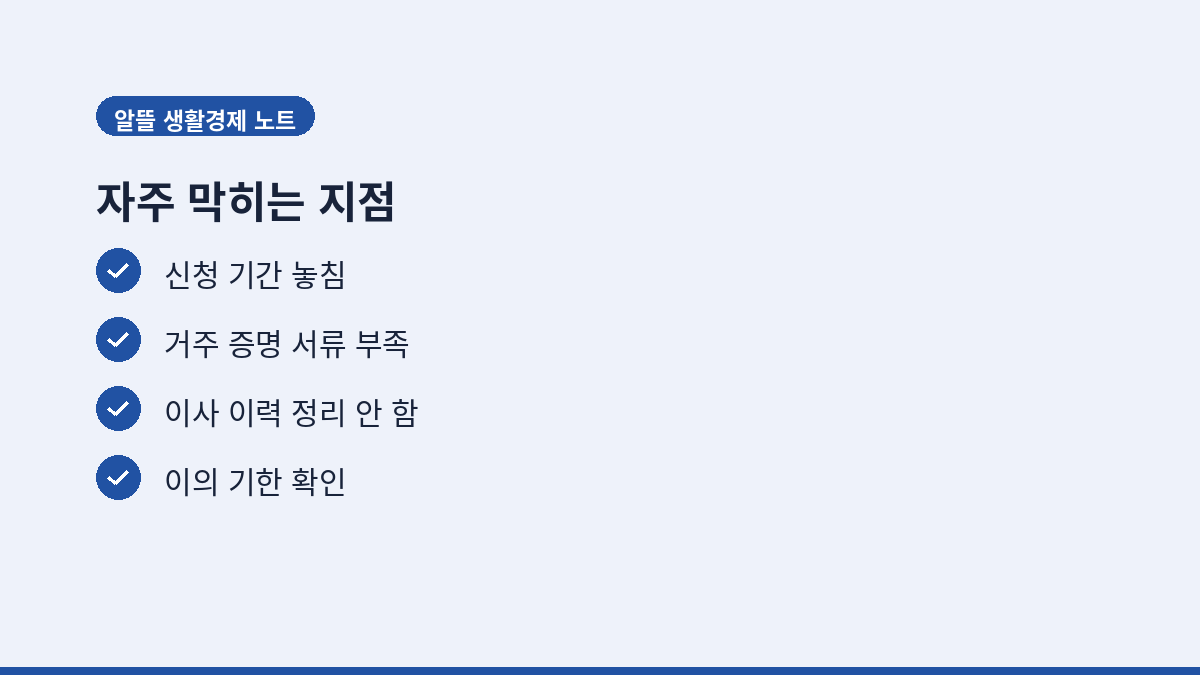 알뜰 생활경제 노트
자주 막히는 지점
신청 기간 놓침
거주 증명 서류 부족
이사 이력 정리 안 함
이의 기한 확인